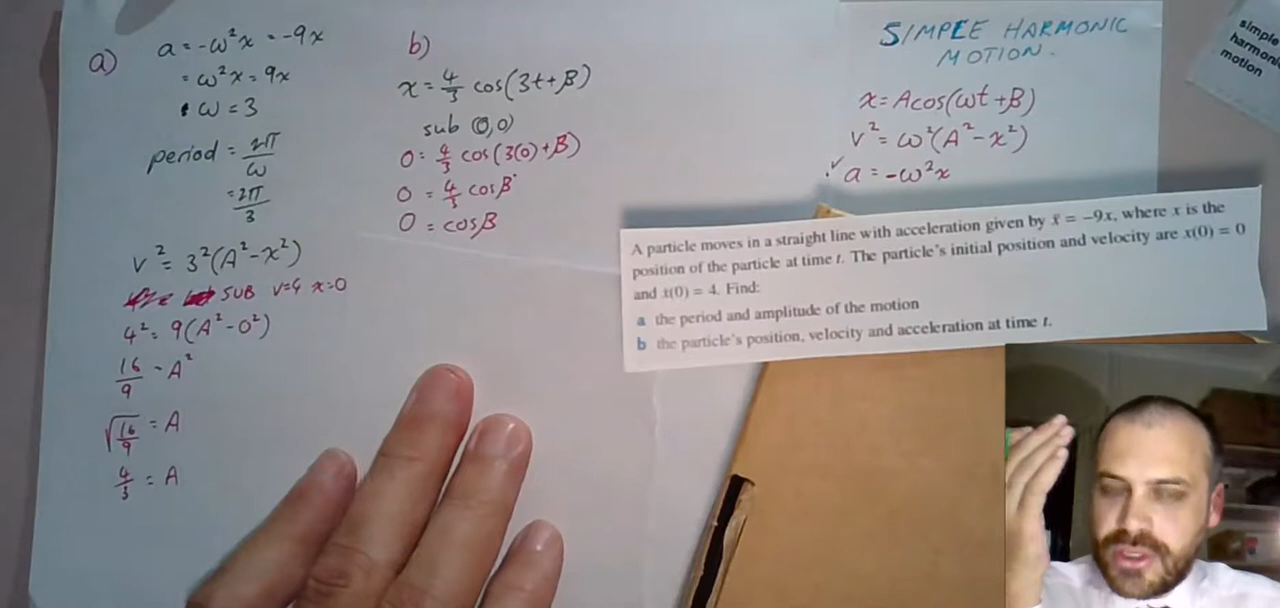 a)
a = -ω²x = -9x
= ω²x = 9x
ω = 3
period = 2π/ω
= 2π/3
v² = 3²(A² - x²)
SUB v=4 x=0
4² = 9(A² - 0²)
16/9 = A²
√16/9 = A
4/3 = A
b)
x = 4/3 cos(3t + β)
sub (0,0)
0 = 4/3 cos(3(0) + β)
0 = 4/3 cosβ
0 = cosβ
SIMPLE HARMONIC
MOTION.
x = A cos(ωt + β)
v² = ω²(A² - x²)
✓ a = -ω²x
A particle moves in a straight line with acceleration given by ẍ = −9x, where x is the
position of the particle at time t. The particle's initial position and velocity are x(0) = 0
and ẋ(0) = 4. Find:
a the period and amplitude of the motion
b the particle's position, velocity and acceleration at time t.
simple
harmonic
motion